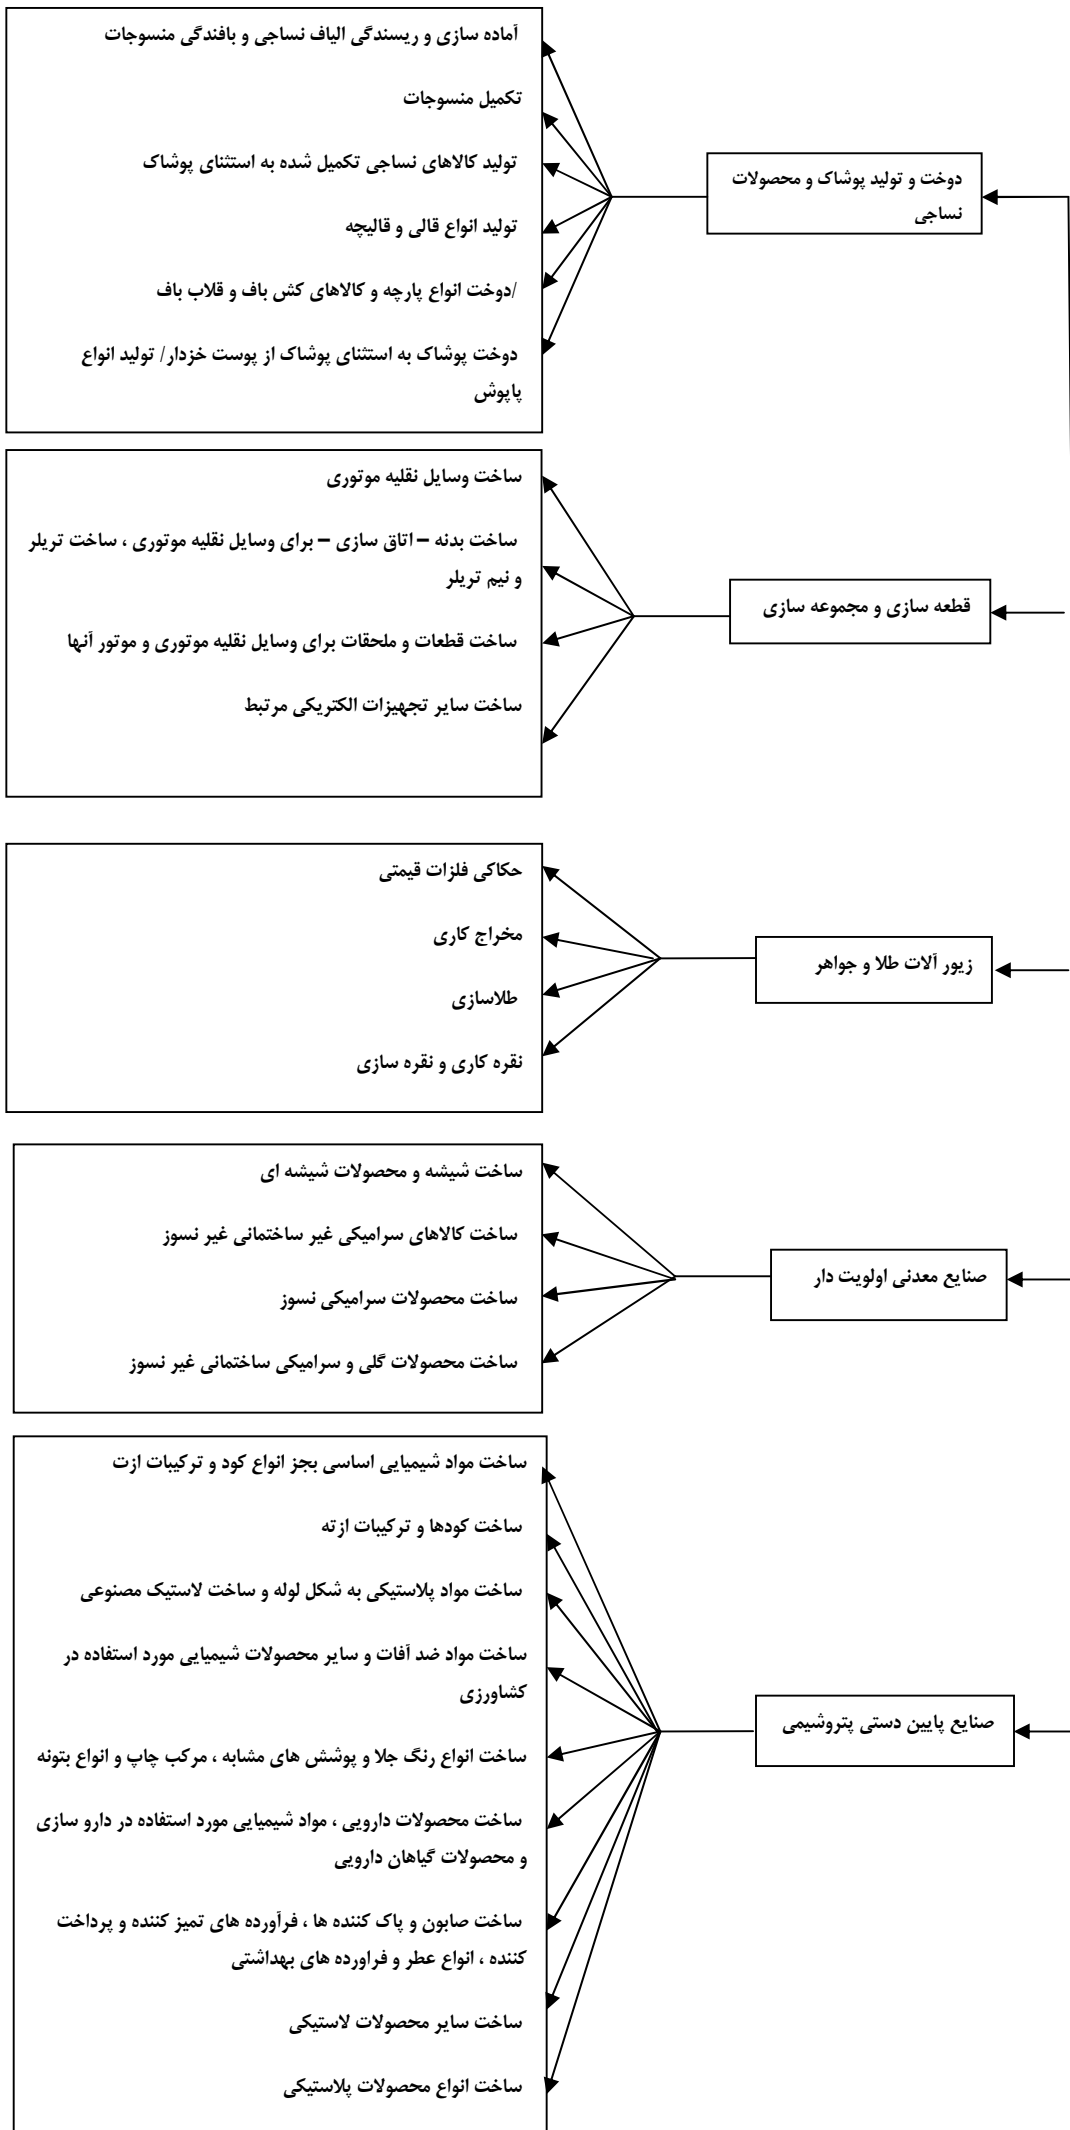 دوخت و تولید پوشاک و محصولات
نساجی
آماده سازی و ریسندگی الیاف نساجی و بافندگی منسوجات
تکمیل منسوجات
تولید کالاهای نساجی تکمیل شده به استثنای پوشاک
تولید انواع قالی و قالیچه
/دوخت انواع پارچه و کالاهای کش باف و قلاب باف
دوخت پوشاک به استثنای پوشاک از پوست خزدار/ تولید انواع
پاپوش
قطعه سازی و مجموعه سازی
ساخت وسایل نقلیه موتوری
ساخت بدنه – اتاق سازی – برای وسایل نقلیه موتوری ، ساخت تریلر
و نیم تریلر
ساخت قطعات و ملحقات برای وسایل نقلیه موتوری و موتور آنها
ساخت سایر تجهیزات الکتریکی مرتبط
زیور آلات طلا و جواهر
حکاکی فلزات قیمتی
مخراج کاری
طلاسازی
نقره کاری و نقره سازی
صنایع معدنی اولویت دار
ساخت شیشه و محصولات شیشه ای
ساخت کالاهای سرامیکی غیر ساختمانی غیر نسوز
ساخت محصولات سرامیکی نسوز
ساخت محصولات گلی و سرامیکی ساختمانی غیر نسوز
صنایع پایین دستی پتروشیمی
ساخت مواد شیمیایی اساسی بجز انواع کود و ترکیبات ازت
ساخت کودها و ترکیبات ازته
ساخت مواد پلاستیکی به شکل لوله و ساخت لاستیک مصنوعی
ساخت مواد ضد آفات و سایر محصولات شیمیایی مورد استفاده در
کشاورزی
ساخت انواع رنگ جلا و پوشش های مشابه ، مرکب چاپ و انواع بتونه
ساخت محصولات دارویی ، مواد شیمیایی مورد استفاده در دارو سازی
و محصولات گیاهان دارویی
ساخت صابون و پاک کننده ها ، فرآورده های تمیز کننده و پرداخت
کننده ، انواع عطر و فراورده های بهداشتی
ساخت سایر محصولات لاستیکی
ساخت انواع محصولات پلاستیکی